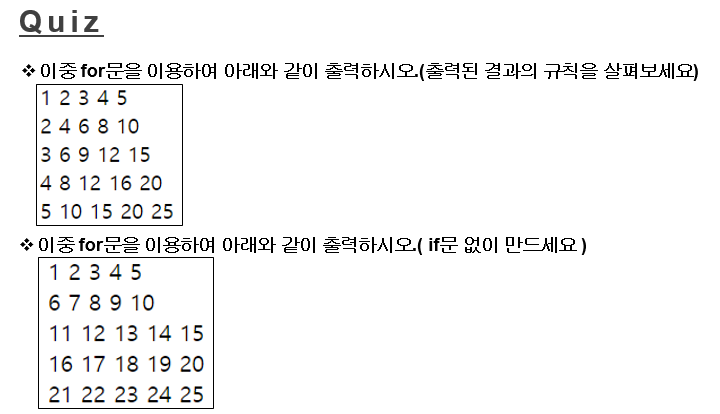 Quiz
❖ 이중 for문을 이용하여 아래와 같이 출력하시오.(출력된 결과의 규칙을 살펴보세요)
1 2 3 4 5
2 4 6 8 10
3 6 9 12 15
4 8 12 16 20
5 10 15 20 25
❖ 이중 for문을 이용하여 아래와 같이 출력하시오.( if문 없이 만드세요 )
1 2 3 4 5
6 7 8 9 10
11 12 13 14 15
16 17 18 19 20
21 22 23 24 25